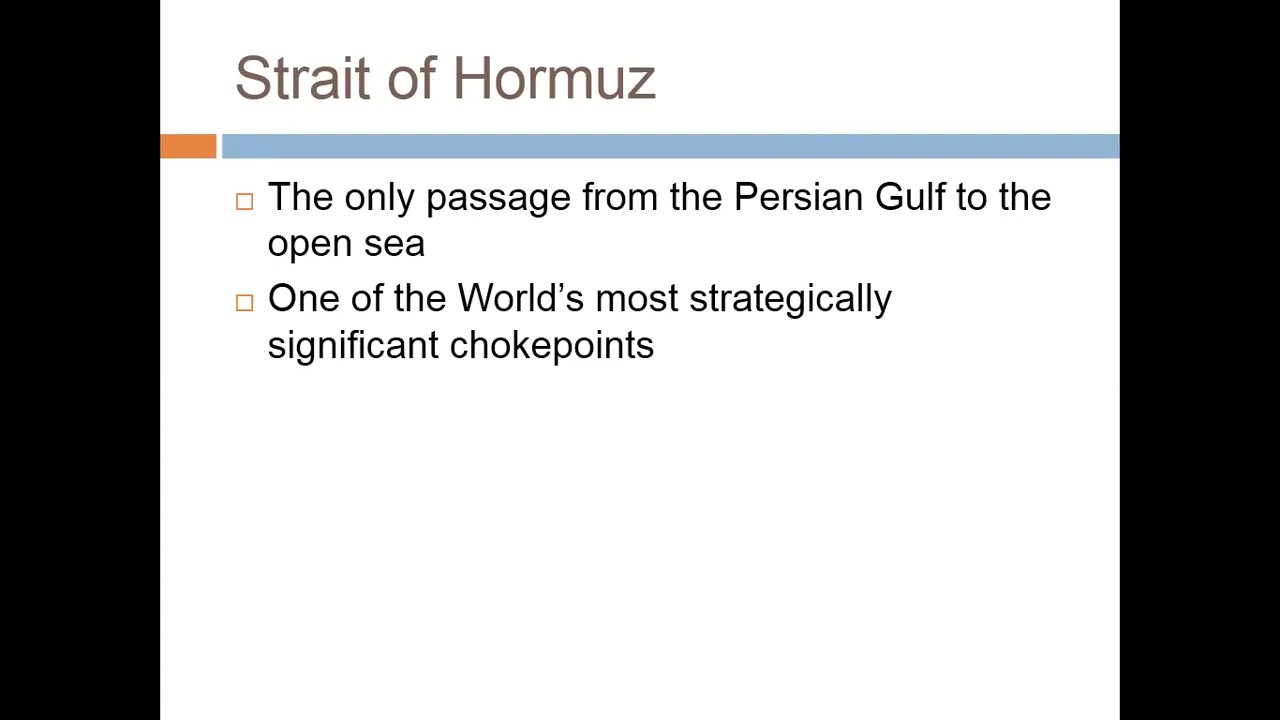 Strait of Hormuz
The only passage from the Persian Gulf to the
open sea
One of the World’s most strategically
significant chokepoints